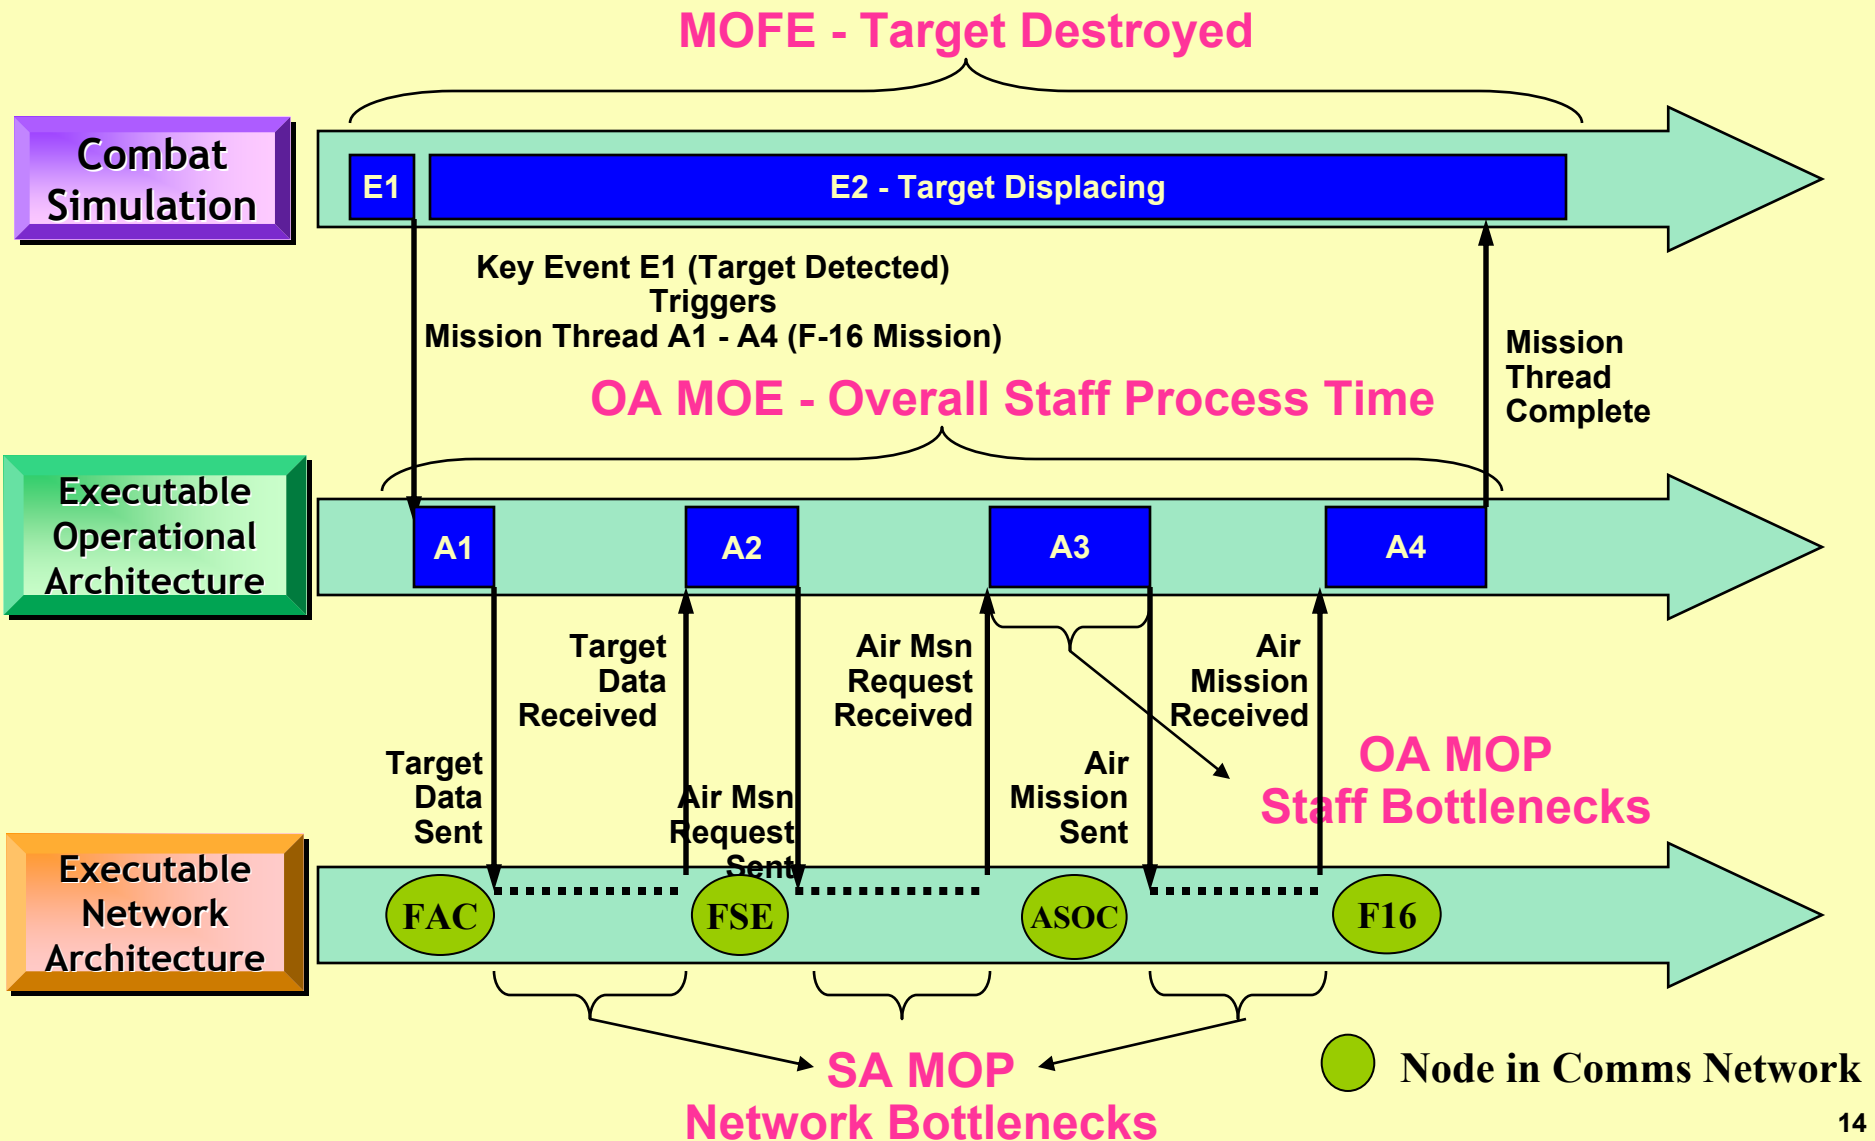 MOFE - Target Destroyed
Combat
Simulation
E1
E2 - Target Displacing
Key Event E1 (Target Detected)
Triggers
Mission Thread A1 - A4 (F-16 Mission)
Mission
Thread
Complete
OA MOE - Overall Staff Process Time
Executable
Operational
Architecture
A1
A2
A3
A4
Target
Data
Received
Air Msn
Request
Received
Air
Mission
Received
Target
Data
Sent
Air Msn
Request
Sent
Air
Mission
Sent
OA MOP
Staff Bottlenecks
Executable
Network
Architecture
FAC
FSE
ASOC
F16
SA MOP
Network Bottlenecks
Node in Comms Network
14